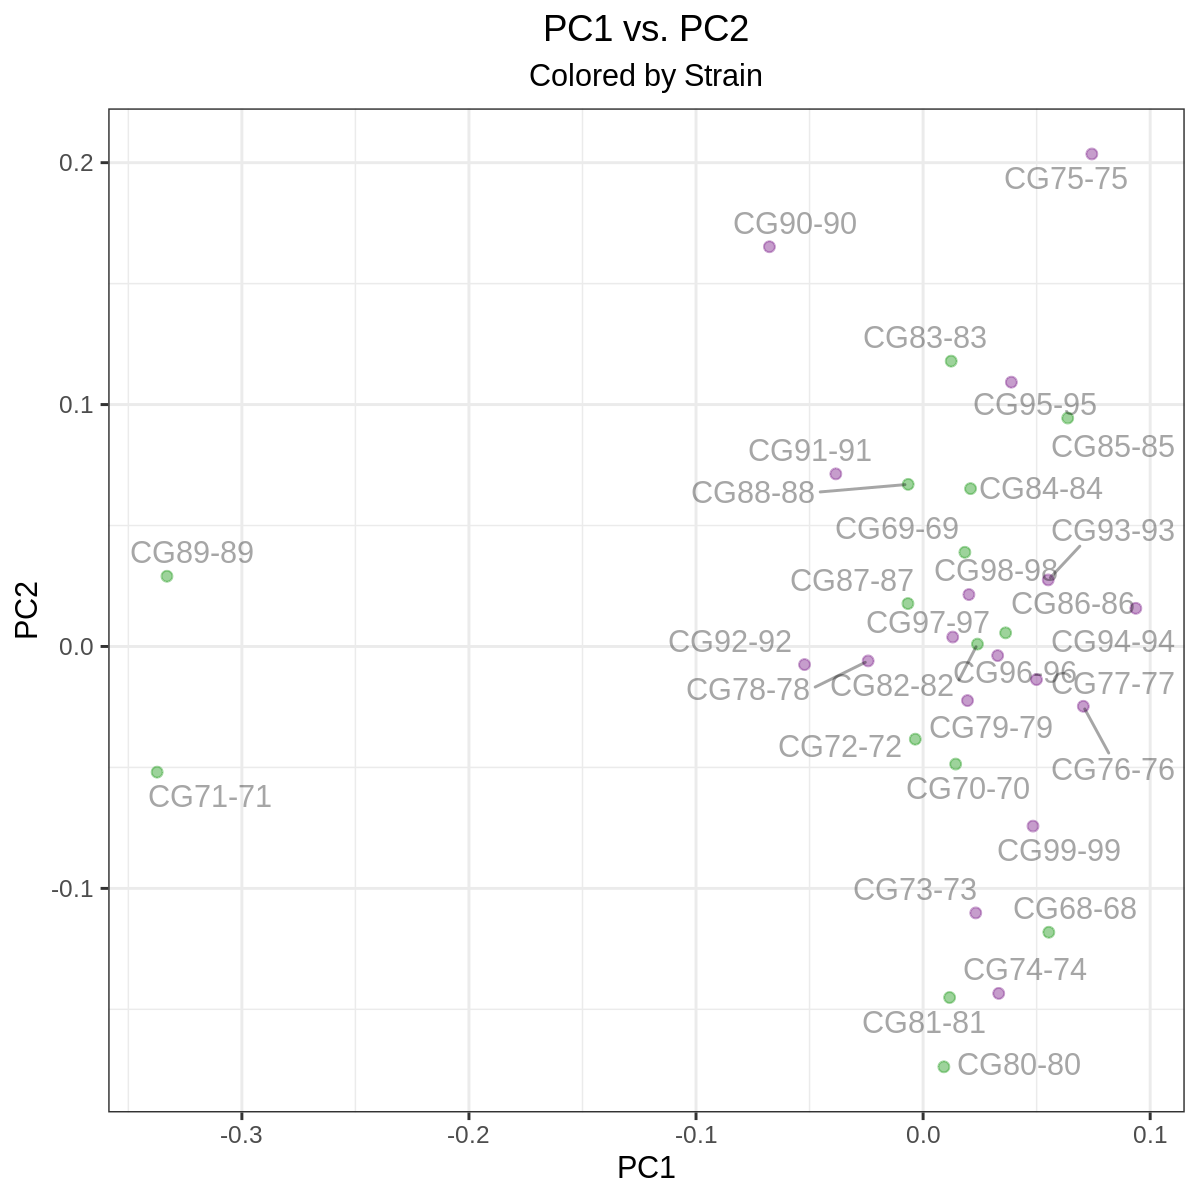 PC1 vs. PC2
Colored by Strain
0.2
CG75-75
CG90-90
CG83-83
0.1
CG95-95
CG85-85
CG91-91
CG88-88
CG84-84
CG69-69
CG93-93
CG89-89
CG98-98
CG87-87
CG86-86
CG97-97
PC2
0.0
CG92-92
CG94-94
CG96-96
CG78-78
CG82-82
CG77-77
CG79-79
CG72-72
CG76-76
CG70-70
CG71-71
CG99-99
-0.1
CG73-73
CG68-68
CG74-74
CG81-81
CG80-80
-0.3
-0.2
-0.1
0.0
0.1
PC1